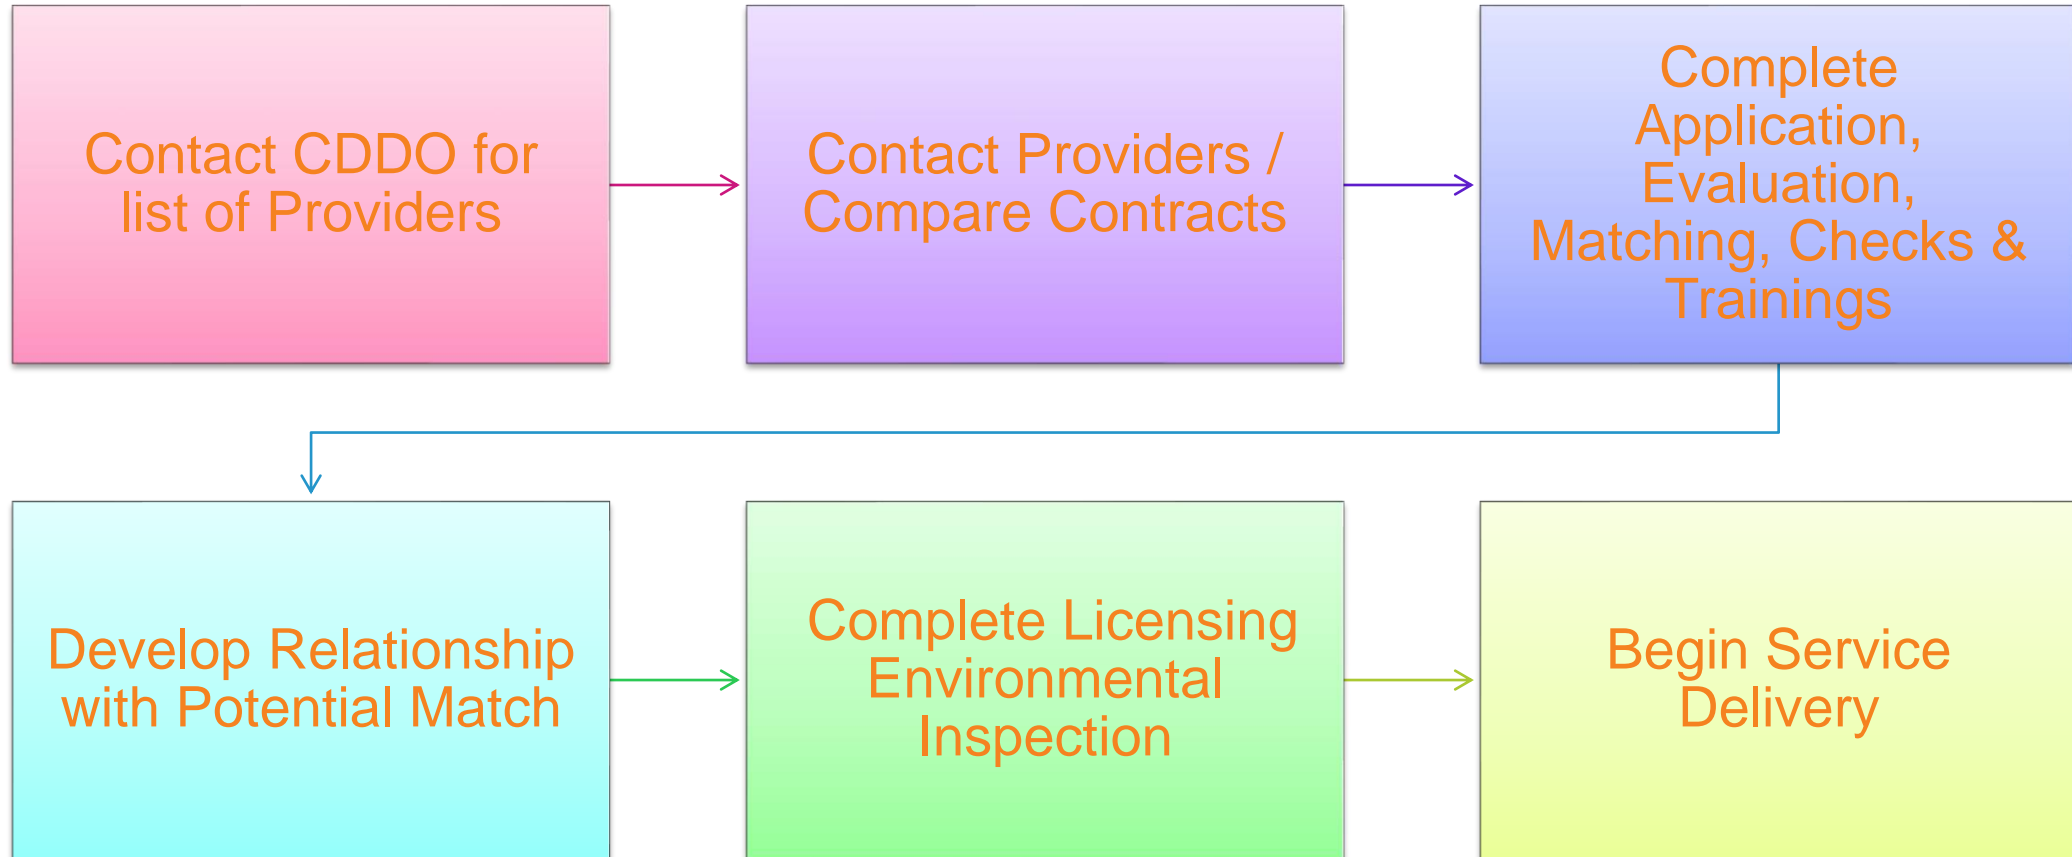 Contact CDDO for
list of Providers
Contact Providers /
Compare Contracts
Complete
Application,
Evaluation,
Matching, Checks &
Trainings
Develop Relationship
with Potential Match
Complete Licensing
Environmental
Inspection
Begin Service
Delivery